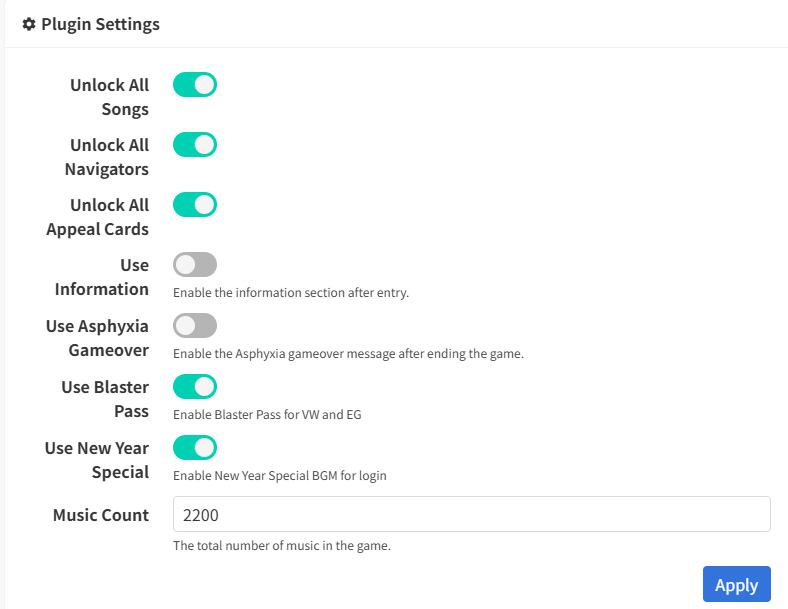 Plugin Settings
Unlock All
Songs
Unlock All
Navigators
Unlock All
Appeal Cards
Use
Information
Enable the information section after entry.
Use Asphyxia
Gameover
Enable the Asphyxia gameover message after ending the game.
Use Blaster
Pass
Enable Blaster Pass for VW and EG
Use New Year
Special
Enable New Year Special BGM for login
Music Count
2200
The total number of music in the game.
Apply